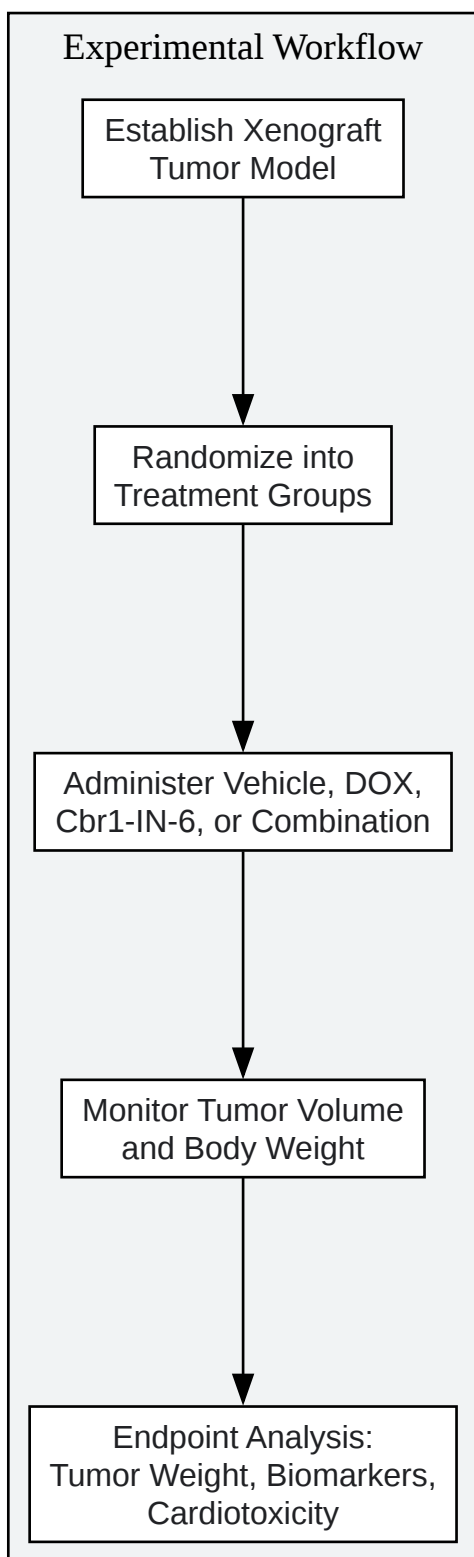 Experimental Workflow
Establish Xenograft
Tumor Model
Randomize into
Treatment Groups
Administer Vehicle, DOX,
Cbr1-IN-6, or Combination
Monitor Tumor Volume
and Body Weight
Endpoint Analysis:
Tumor Weight, Biomarkers,
Cardiotoxicity